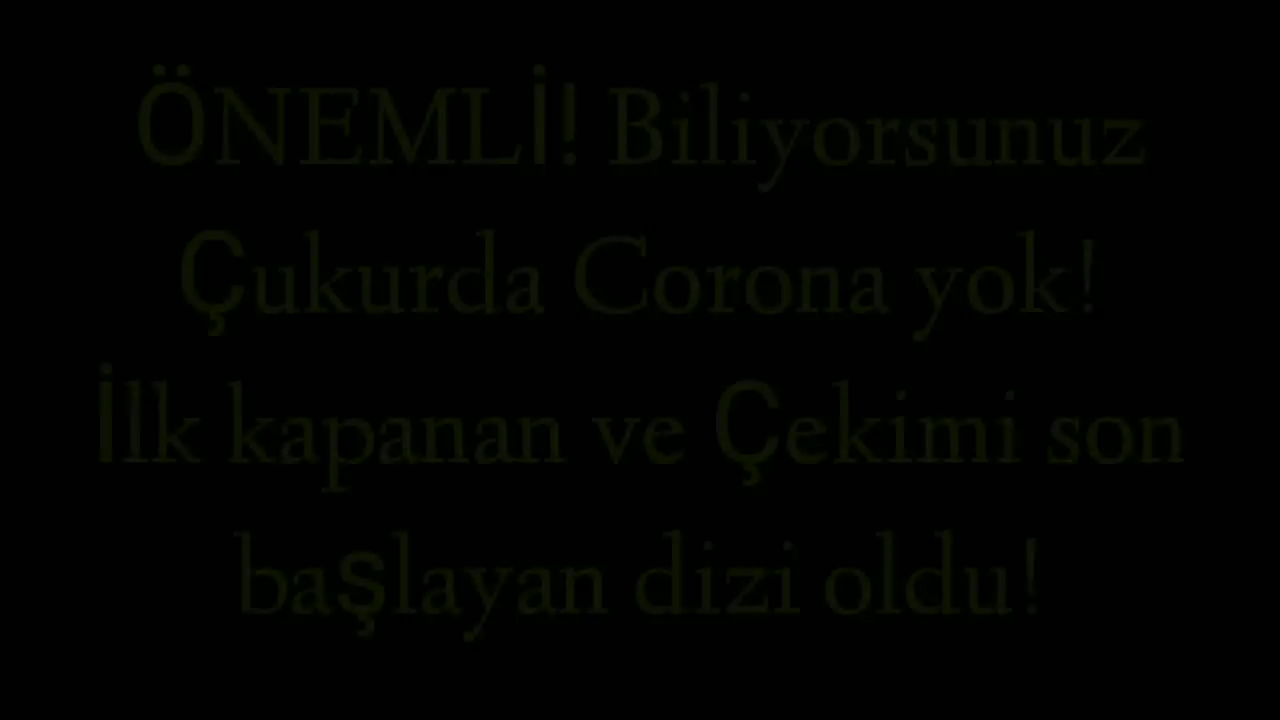 ÖNEMLİ! Biliyorsunuz
Çukurda Corona yok!
İlk kapanan ve Çekimi son
başlayan dizi oldu!